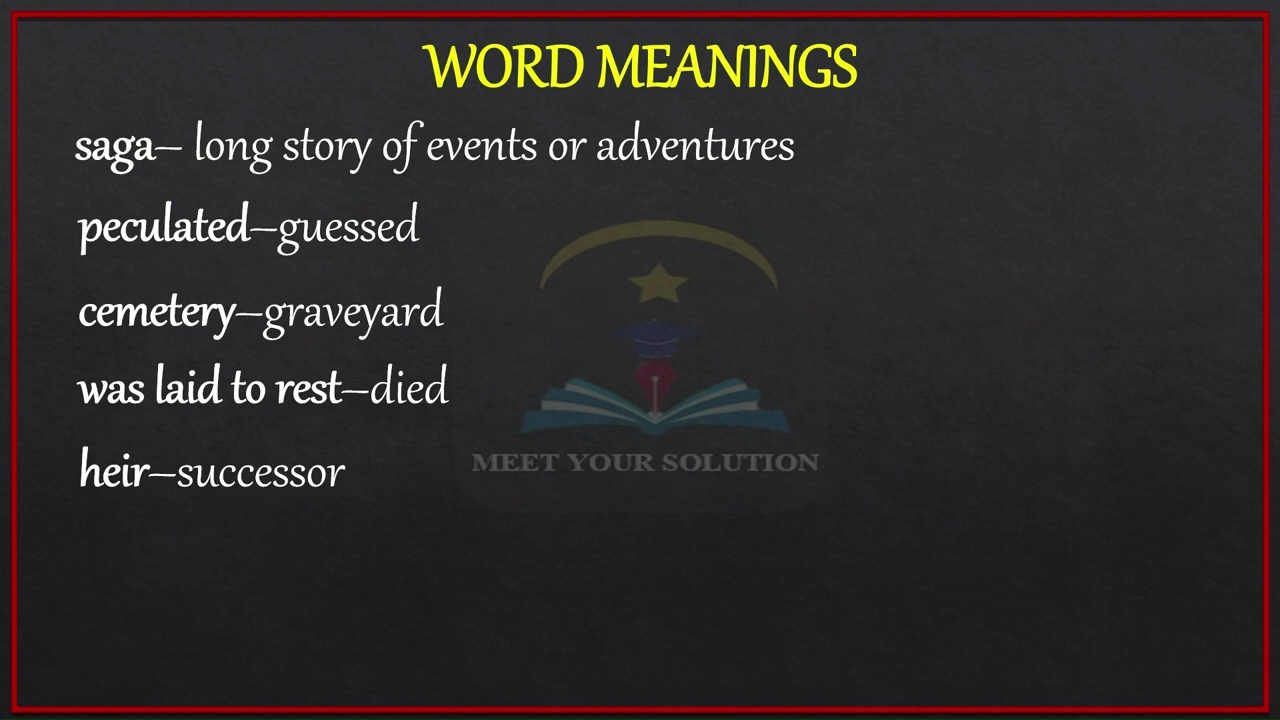 WORD MEANINGS
saga– long story of events or adventures
peculated–guessed
cemetery–graveyard
was laid to rest–died
heir–successor
MEET YOUR SOLUTION